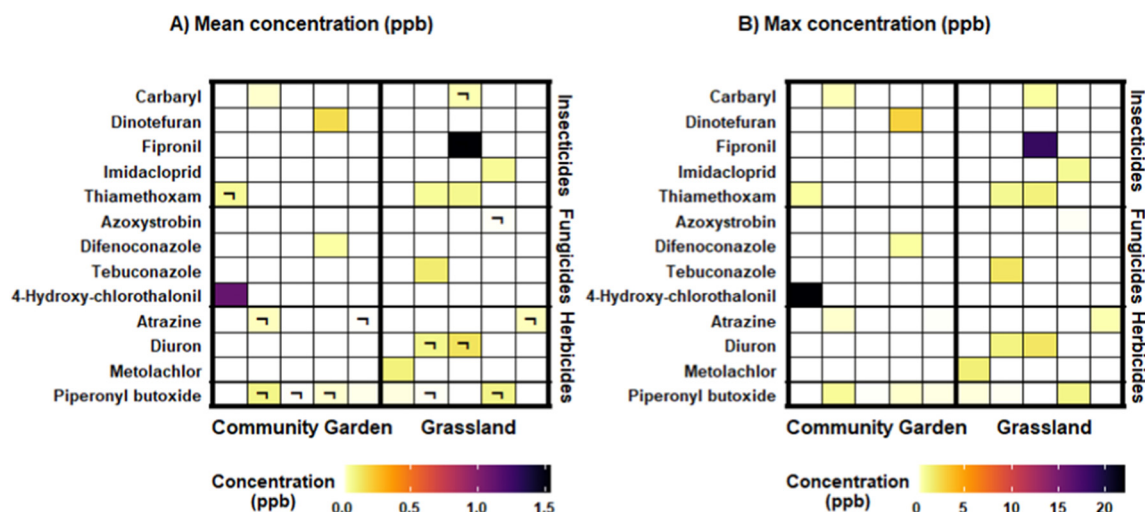 A) Mean concentration (ppb)
Carbaryl ¬
Dinotefuran
Fipronil
Imidacloprid
Thiamethoxam ¬
Azoxystrobin ¬
Difenoconazole
Tebuconazole
4-Hydroxy-chlorothalonil
Atrazine ¬ ¬ ¬
Diuron ¬ ¬
Metolachlor
Piperonyl butoxide ¬ ¬ ¬ ¬ ¬
Insecticides
Fungicides
Herbicides
Community Garden Grassland
Concentration
(ppb)
0.0 0.5 1.0 1.5
B) Max concentration (ppb)
Carbaryl
Dinotefuran
Fipronil
Imidacloprid
Thiamethoxam
Azoxystrobin
Difenoconazole
Tebuconazole
4-Hydroxy-chlorothalonil
Atrazine
Diuron
Metolachlor
Piperonyl butoxide
Insecticides
Fungicides
Herbicides
Community Garden Grassland
Concentration
(ppb)
0 5 10 15 20